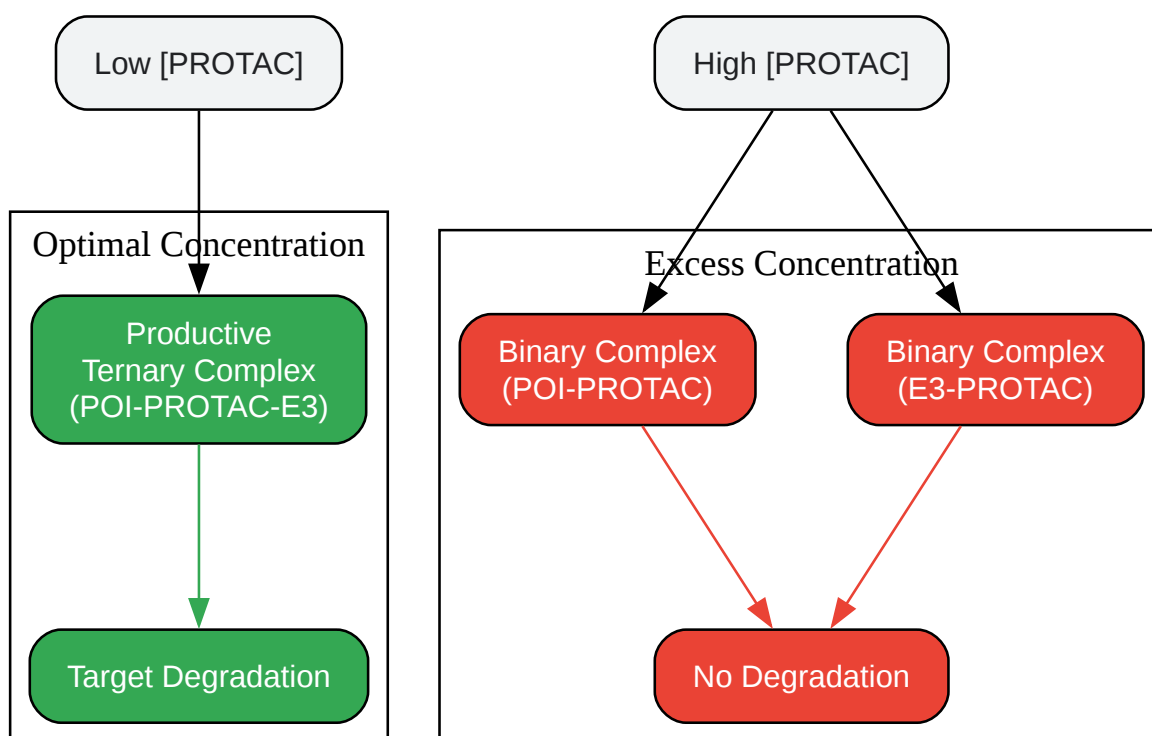 Low [PROTAC]
Optimal Concentration
Productive
Ternary Complex
(POI-PROTAC-E3)
Target Degradation
High [PROTAC]
Excess Concentration
Binary Complex
(POI-PROTAC)
Binary Complex
(E3-PROTAC)
No Degradation